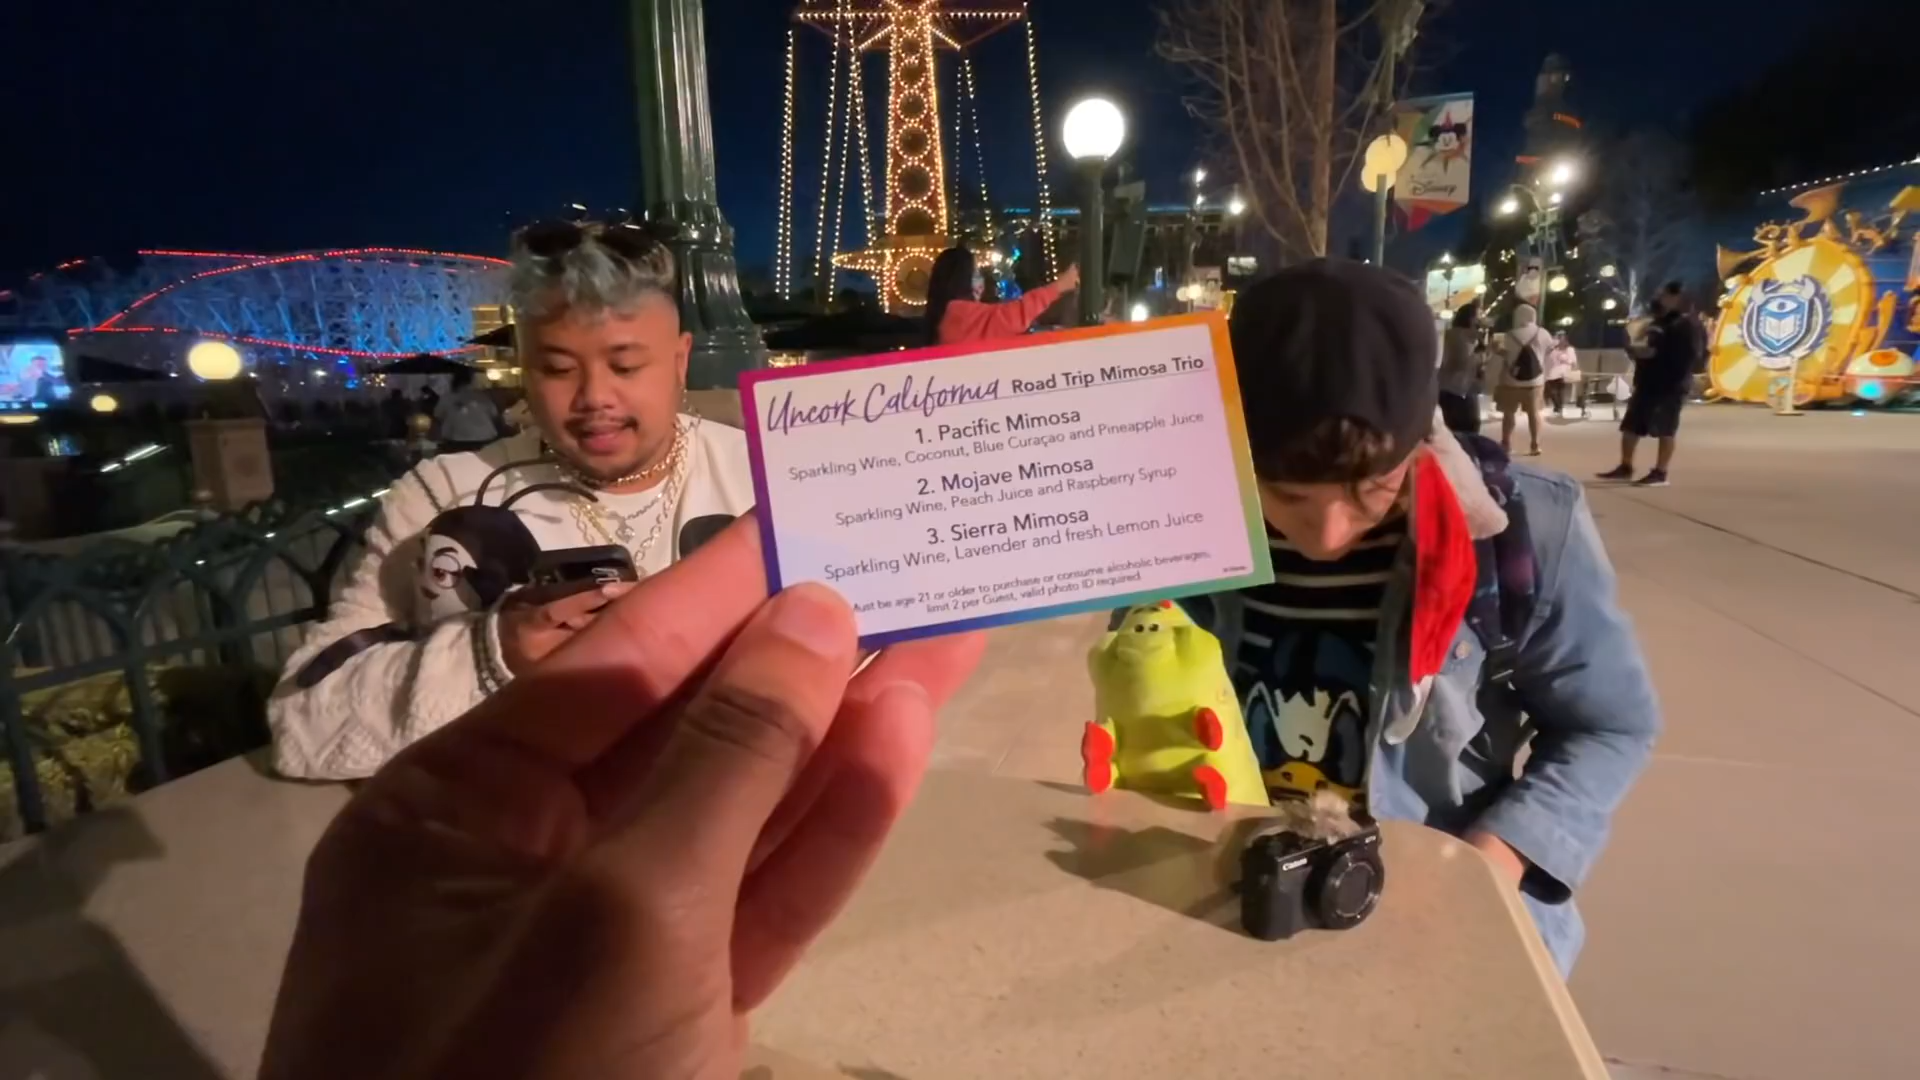 Uncork California Road Trip Mimosa Trio
1. Pacific Mimosa
Sparkling Wine, Coconut, Blue Curaçao and Pineapple Juice
2. Mojave Mimosa
Sparkling Wine, Peach Juice and Raspberry Syrup
3. Sierra Mimosa
Sparkling Wine, Lavender and fresh Lemon Juice
Must be age 21 or older to purchase or consume alcoholic beverages,
limit 2 per Guest, valid photo ID required.
Disney
Canon